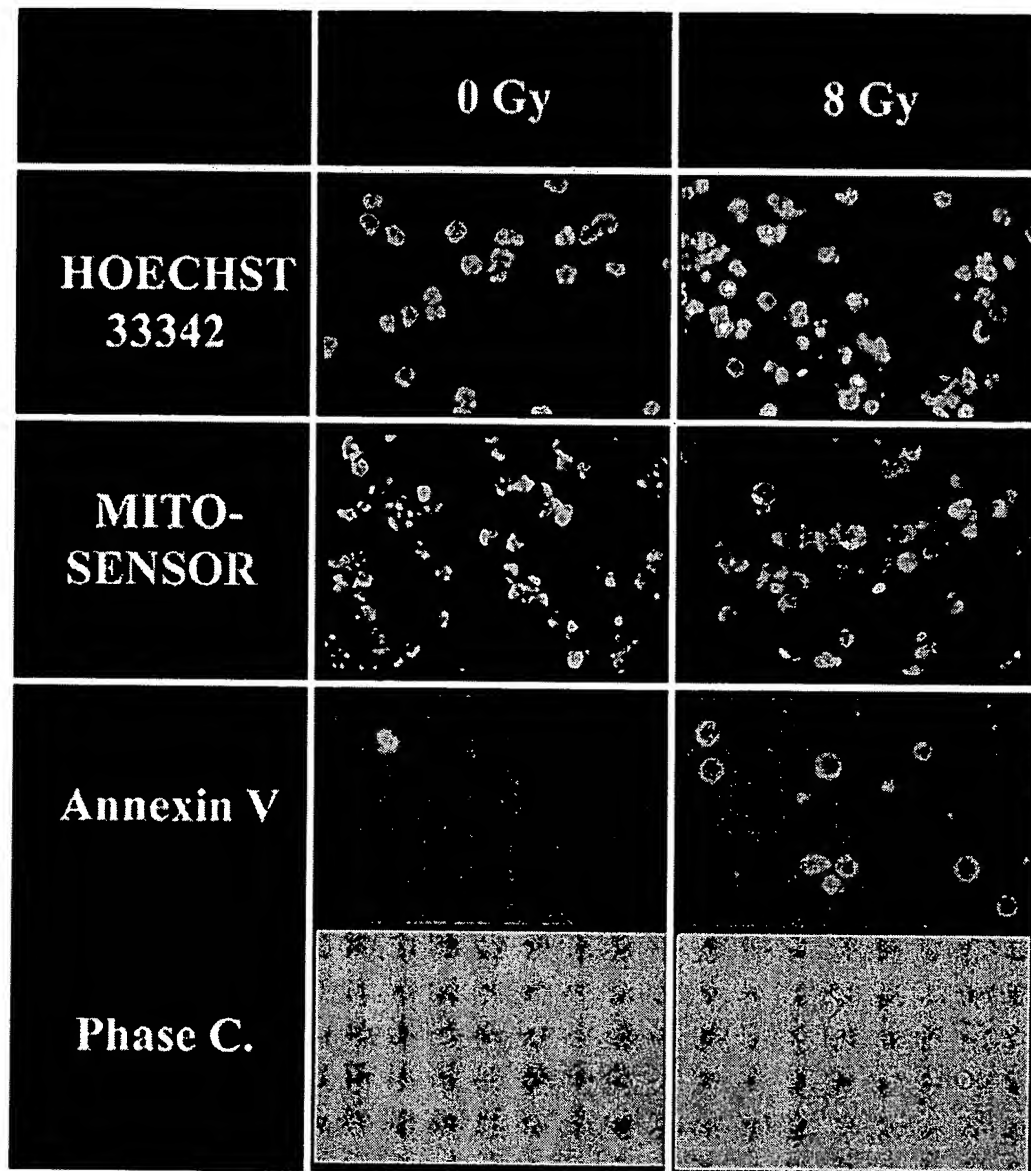 0 Gy 8 Gy
HOECHST
33342
MITO-
SENSOR
Annexin V
Phase C.